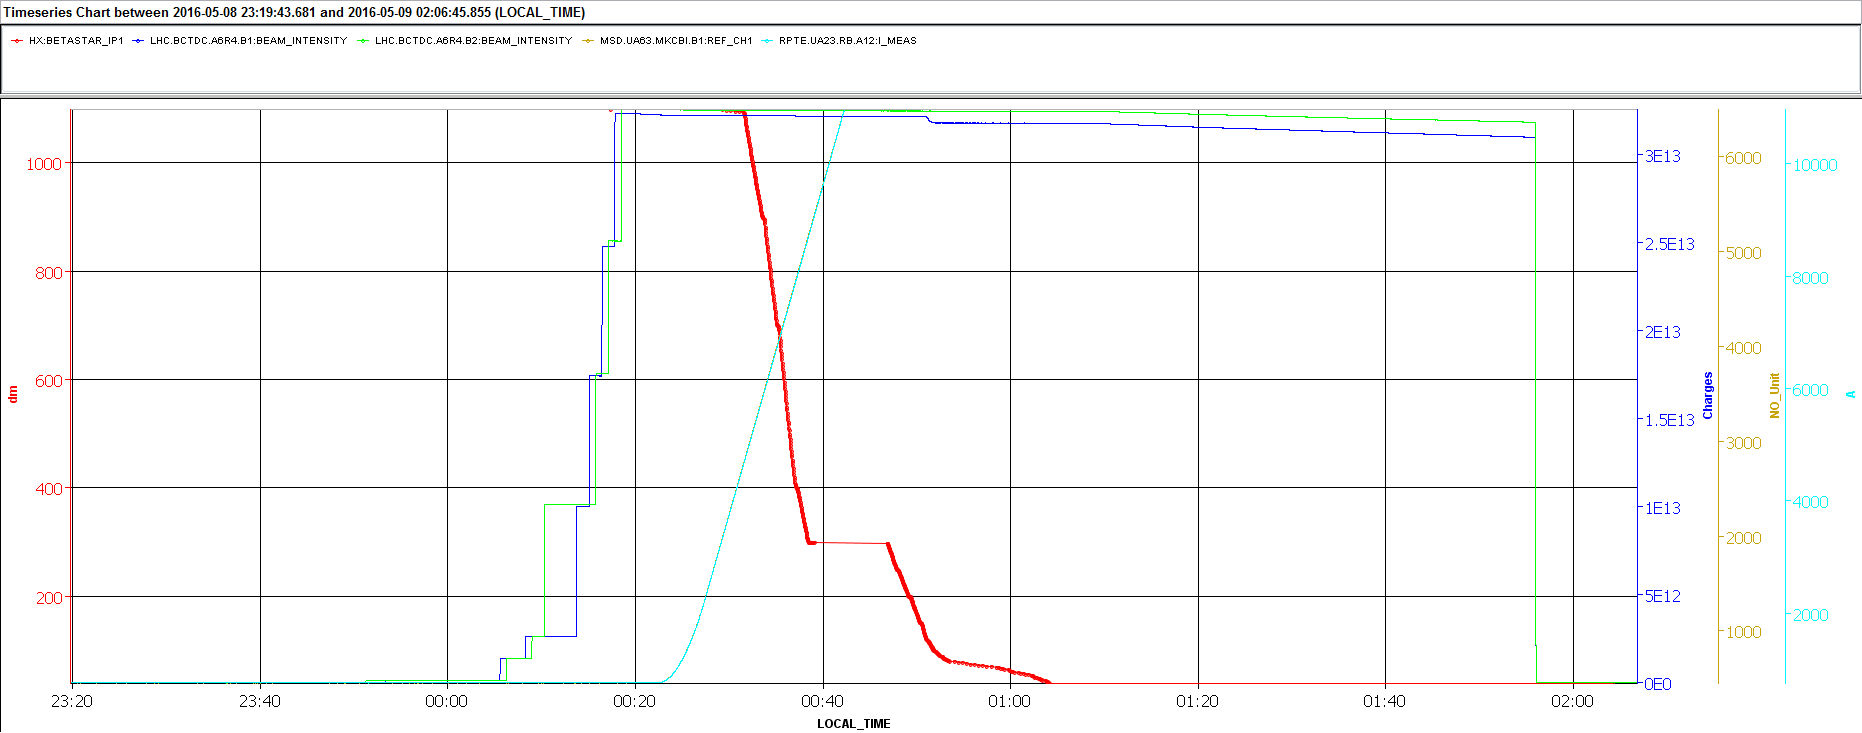 Timeseries Chart between 2016-05-08 23:19:43.681 and 2016-05-09 02:06:45.855 (LOCAL_TIME)
HX:BETASTAR_IP1 LHC.BCTDC.A6R4.B1:BEAM_INTENSITY LHC.BCTDC.A6R4.B2:BEAM_INTENSITY MSD.UA63.MKCBI.B1:REF_CH1 RPTE.UA23.RB.A12:I_MEAS
1000
800
600
400
200
dm
3E13
2.5E13
2E13
1.5E13
1E13
5E12
0E0
Charges
6000
5000
4000
3000
2000
1000
NO_Unit
10000
8000
6000
4000
2000
A
23:20 23:40 00:00 00:20 00:40 01:00 01:20 01:40 02:00
LOCAL_TIME